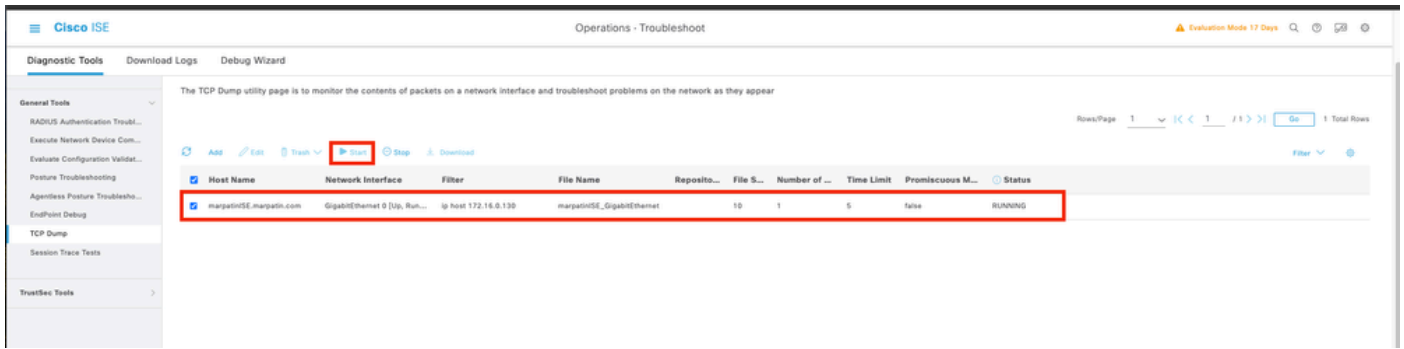 Cisco ISE
Operations · Troubleshoot
Evaluation Mode 17 Days
Diagnostic Tools Download Logs Debug Wizard
General Tools
RADIUS Authentication Troubl...
Execute Network Device Com...
Evaluate Configuration Validat...
Posture Troubleshooting
Agentless Posture Troublesho...
EndPoint Debug
TCP Dump
Session Trace Tests
TrustSec Tools
The TCP Dump utility page is to monitor the contents of packets on a network interface and troubleshoot problems on the network as they appear
Rows/Page 1 |< < 1 / 1 > >| Go 1 Total Rows
Add Edit Trash Start Stop Download Filter
Host Name Network Interface Filter File Name Reposito... File S... Number of ... Time Limit Promiscuous M... Status
marpatinISE.marpatin.com GigabitEthernet 0 [Up, Run... ip host 172.16.0.130 marpatinISE_GigabitEthernet 10 1 5 false RUNNING